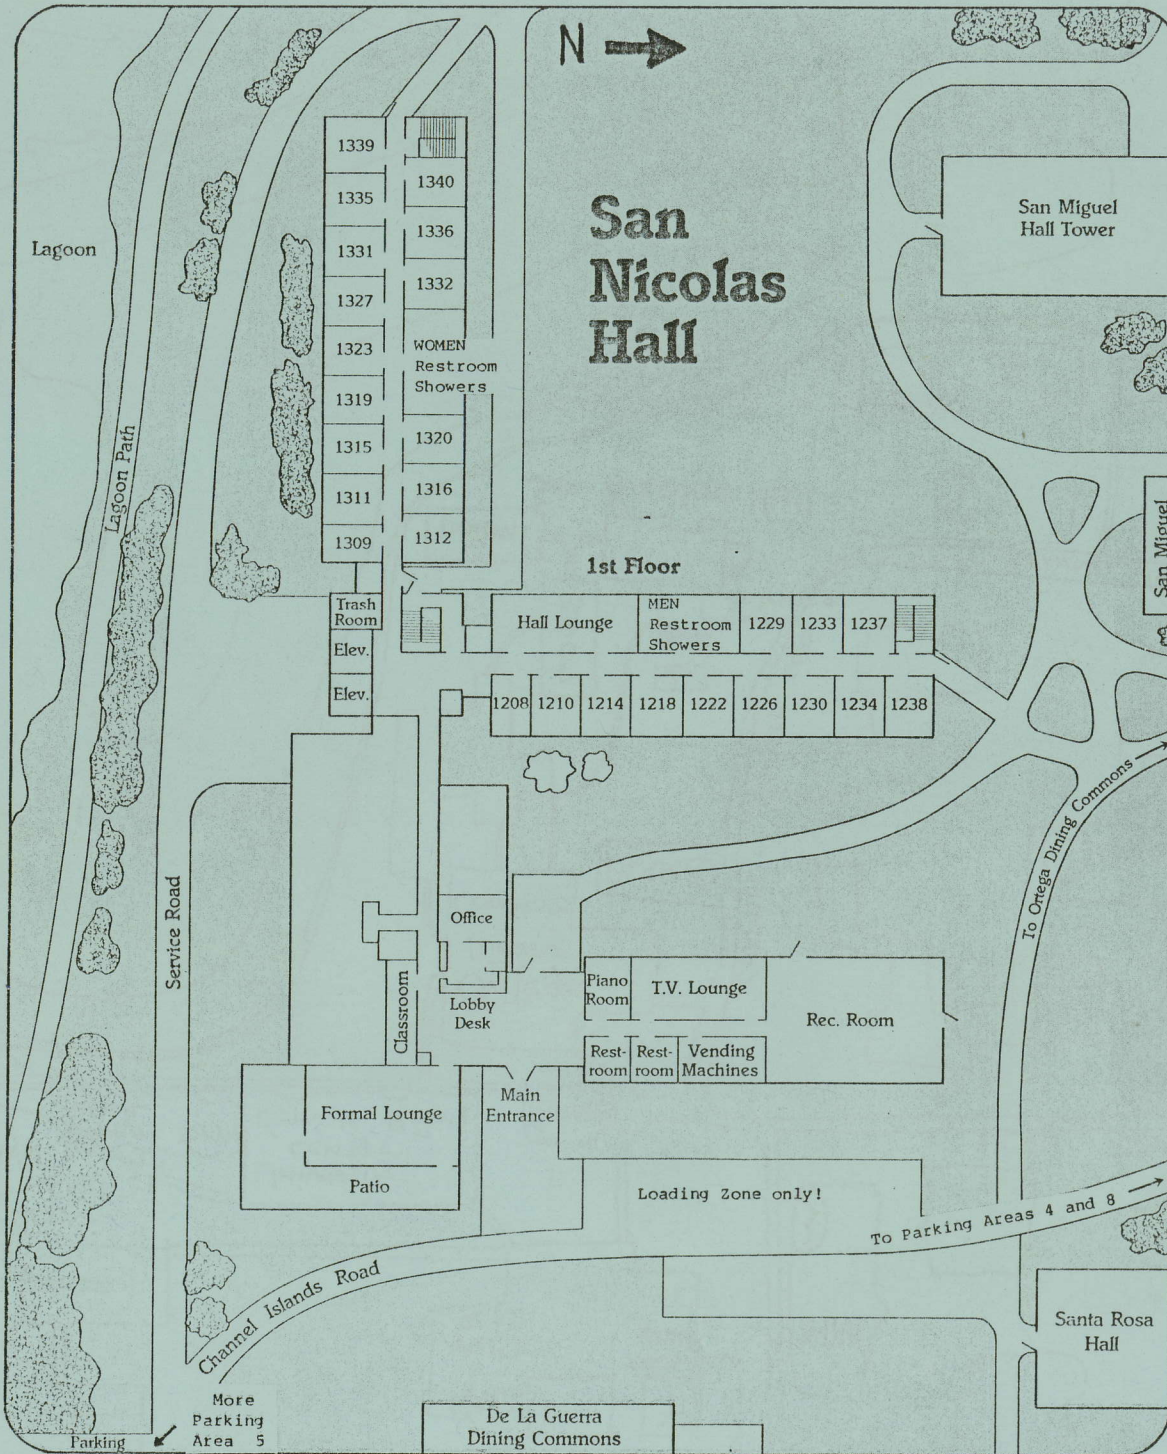 N
San
Nicolas
Hall
San Miguel
Hall Tower
Lagoon
Lagoon Path
1339
1335
1331
1327
1323
1319
1315
1311
1309
1340
1336
1332
WOMEN
Restroom
Showers
1320
1316
1312
San Miguel
1st Floor
Trash
Room
Elev.
Elev.
Hall Lounge
MEN
Restroom
Showers
1229
1233
1237
1208
1210
1214
1218
1222
1226
1230
1234
1238
To Ortega Dining Commons
Service Road
Office
Lobby
Desk
Classroom
Piano
Room
T.V. Lounge
Rec. Room
Rest-
room
Rest-
room
Vending
Machines
Main
Entrance
Formal Lounge
Patio
Loading Zone only!
To Parking Areas 4 and 8
Channel Islands Road
Santa Rosa
Hall
More
Parking
Area 5
Parking
De La Guerra
Dining Commons